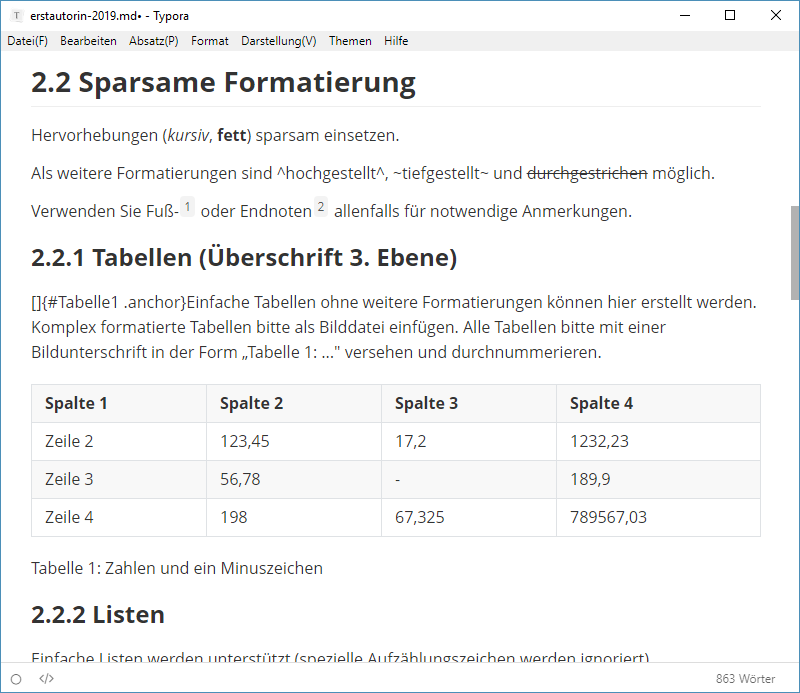 erstautorin-2019.md• - Typora
Datei(F) Bearbeiten Absatz(P) Format Darstellung(V) Themen Hilfe
2.2 Sparsame Formatierung
Hervorhebungen (kursiv, fett) sparsam einsetzen.
Als weitere Formatierungen sind ^hochgestellt^, ~tiefgestellt~ und durchgestrichen möglich.
Verwenden Sie Fuß-1 oder Endnoten2 allenfalls für notwendige Anmerkungen.
2.2.1 Tabellen (Überschrift 3. Ebene)
[]{#Tabelle1 .anchor}Einfache Tabellen ohne weitere Formatierungen können hier erstellt werden.
Komplex formatierte Tabellen bitte als Bilddatei einfügen. Alle Tabellen bitte mit einer
Bildunterschrift in der Form „Tabelle 1: ..." versehen und durchnummerieren.
Spalte 1 Spalte 2 Spalte 3 Spalte 4
Zeile 2 123,45 17,2 1232,23
Zeile 3 56,78 - 189,9
Zeile 4 198 67,325 789567,03
Tabelle 1: Zahlen und ein Minuszeichen
2.2.2 Listen
Einfache Listen werden unterstützt (spezielle Aufzählungszeichen werden ignoriert)
</> 863 Wörter